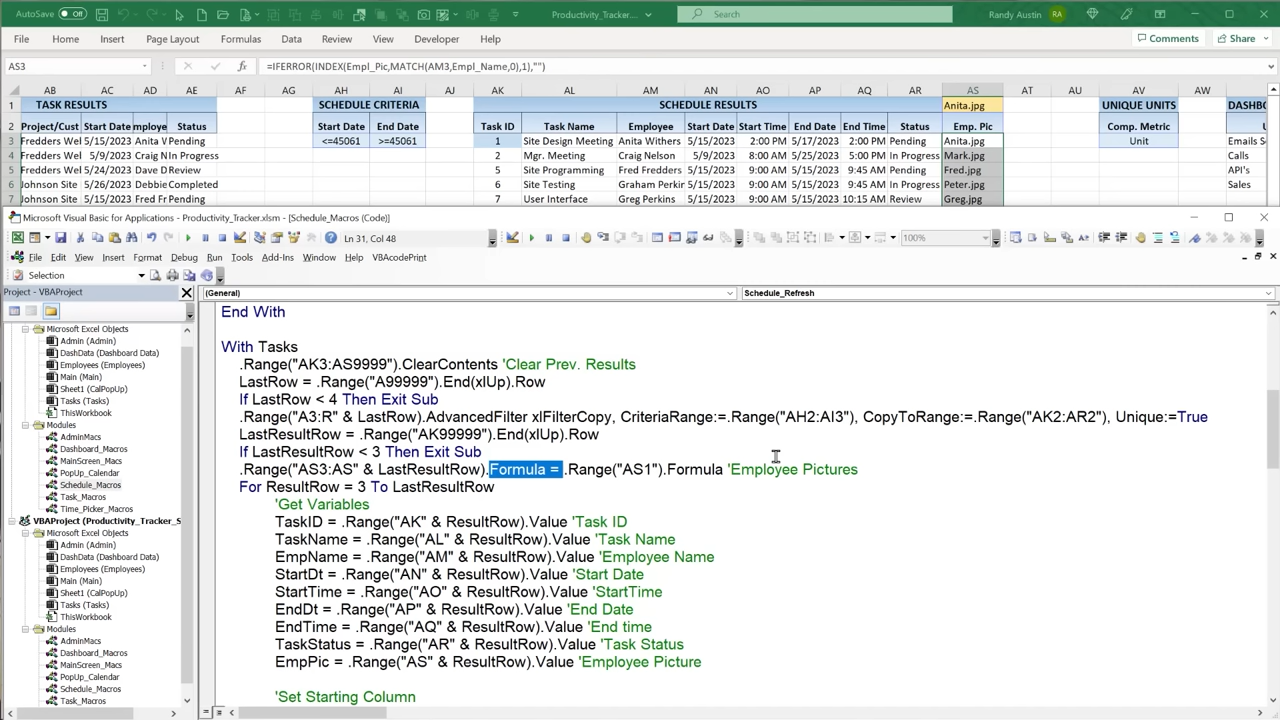 AutoSave Off Productivity_Tracker.... Search Randy Austin RA
File Home Insert Page Layout Formulas Data Review View Developer Help Comments Share
AS3 fx =IFERROR(INDEX(Empl_Pic,MATCH(AM3,Empl_Name,0),1),"")
AB AC AD AE AF AG AH AI AJ AK AL AM AN AO AP AQ AR AS AT AU AV AW
1 TASK RESULTS SCHEDULE CRITERIA SCHEDULE RESULTS Anita.jpg UNIQUE UNITS DASHBO
2 Project/Cust Start Date mploye Status Start Date End Date Task ID Task Name Employee Start Date Start Time End Date End Time Status Emp. Pic Comp. Metric
3 Fredders Wel 5/15/2023 Anita V Pending <=45061 >=45061 1 Site Design Meeting Anita Withers 5/15/2023 2:00 PM 5/17/2023 2:00 PM Pending Anita.jpg Unit Emails S
4 Fredders Wel 5/9/2023 Craig N In Progress 2 Mgr. Meeting Craig Nelson 5/9/2023 8:00 AM 5/25/2023 5:00 PM In Progress Mark.jpg Calls
5 Fredders Wel 5/24/2023 Dave D Review 5 Site Programming Fred Fredders 5/15/2023 9:00 AM 5/15/2023 9:45 AM Pending Fred.jpg API's
6 Johnson Site 5/26/2023 Debbie Completed 6 Site Testing Graham Perkin 5/15/2023 9:00 AM 5/15/2023 9:45 AM In Progress Peter.jpg Sales
7 Johnson Site 5/15/2023 Fred Fr Pending 7 User Interface Greg Perkins 5/15/2023 9:00 AM 5/15/2023 10:15 AM Review Greg.jpg
Microsoft Visual Basic for Applications - Productivity_Tracker.xlsm - [Schedule_Macros (Code)]
Ln 31, Col 48 100%
File Edit View Insert Format Debug Run Tools Add-Ins Window Help VBAcodePrint
Selection
Project - VBAProject
(General) Schedule_Refresh
Microsoft Excel Objects
Admin (Admin)
DashData (Dashboard Data)
Employees (Employees)
Main (Main)
Sheet1 (CalPopUp)
Tasks (Tasks)
ThisWorkbook
Modules
AdminMacs
Dashboard_Macros
MainScreen_Macs
PopUp_Calendar
Schedule_Macros
Task_Macros
Time_Picker_Macros
VBAProject (Productivity_Tracker_S
Microsoft Excel Objects
Admin (Admin)
DashData (Dashboard Data)
Employees (Employees)
Main (Main)
Sheet1 (CalPopUp)
Tasks (Tasks)
ThisWorkbook
Modules
AdminMacs
Dashboard_Macros
MainScreen_Macs
PopUp_Calendar
Schedule_Macros
Task_Macros
End With
With Tasks
.Range("AK3:AS9999").ClearContents 'Clear Prev. Results
LastRow = .Range("A99999").End(xlUp).Row
If LastRow < 4 Then Exit Sub
.Range("A3:R" & LastRow).AdvancedFilter xlFilterCopy, CriteriaRange:=.Range("AH2:AI3"), CopyToRange:=.Range("AK2:AR2"), Unique:=True
LastResultRow = .Range("AK99999").End(xlUp).Row
If LastResultRow < 3 Then Exit Sub
.Range("AS3:AS" & LastResultRow).Formula = .Range("AS1").Formula 'Employee Pictures
For ResultRow = 3 To LastResultRow
'Get Variables
TaskID = .Range("AK" & ResultRow).Value 'Task ID
TaskName = .Range("AL" & ResultRow).Value 'Task Name
EmpName = .Range("AM" & ResultRow).Value 'Employee Name
StartDt = .Range("AN" & ResultRow).Value 'Start Date
StartTime = .Range("AO" & ResultRow).Value 'StartTime
EndDt = .Range("AP" & ResultRow).Value 'End Date
EndTime = .Range("AQ" & ResultRow).Value 'End time
TaskStatus = .Range("AR" & ResultRow).Value 'Task Status
EmpPic = .Range("AS" & ResultRow).Value 'Employee Picture
'Set Starting Column